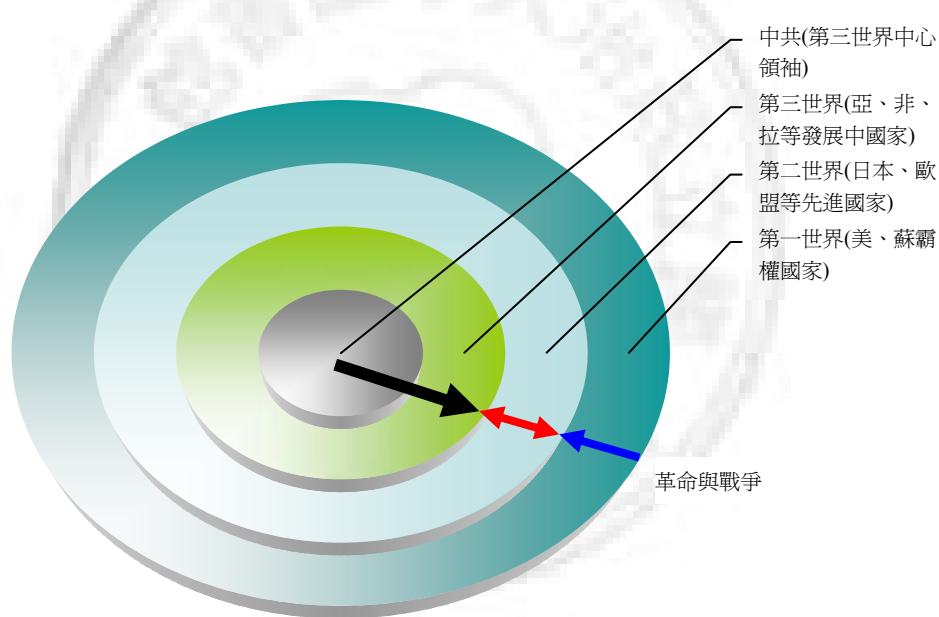 中共(第三世界中心
領袖)
第三世界(亞、非、
拉等發展中國家)
第二世界(日本、歐
盟等先進國家)
第一世界(美、蘇霸
權國家)
革命與戰爭